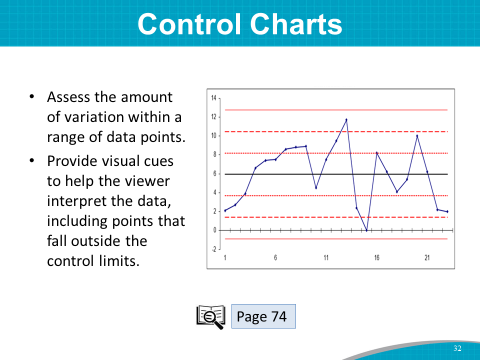 Control Charts
• Assess the amount
of variation within a
range of data points.
• Provide visual cues
to help the viewer
interpret the data,
including points that
fall outside the
control limits.
14
12
10
8
6
4
2
0
-2
1 6 11 16 21
Page 74
32